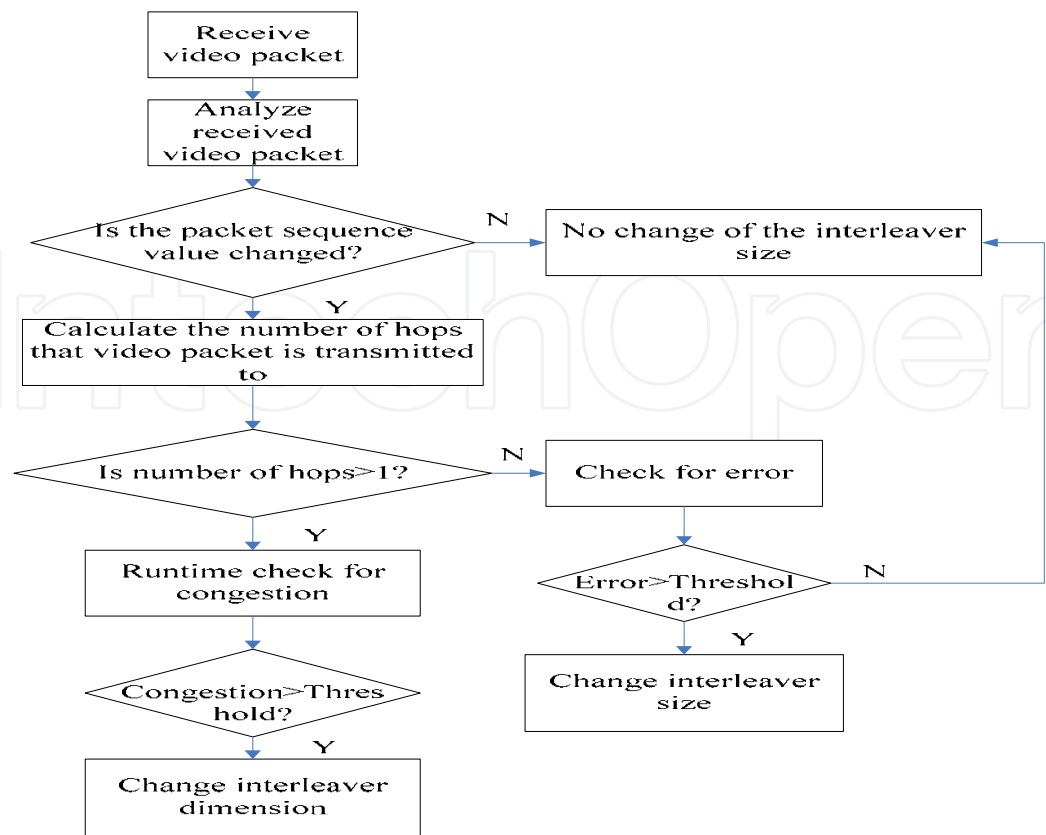 Receive
video packet
Analyze
received
video packet
Is the packet sequence
value changed?
N
No change of the interleaver
size
Y
Calculate the number of hops
that video packet is transmitted
to
Is number of hops>1?
N
Check for error
Y
Runtime check for
congestion
Error>Threshol
d?
N
Y
Change interleaver
size
Congestion>Thres
hold?
Y
Change interleaver
dimension
IntechOpen